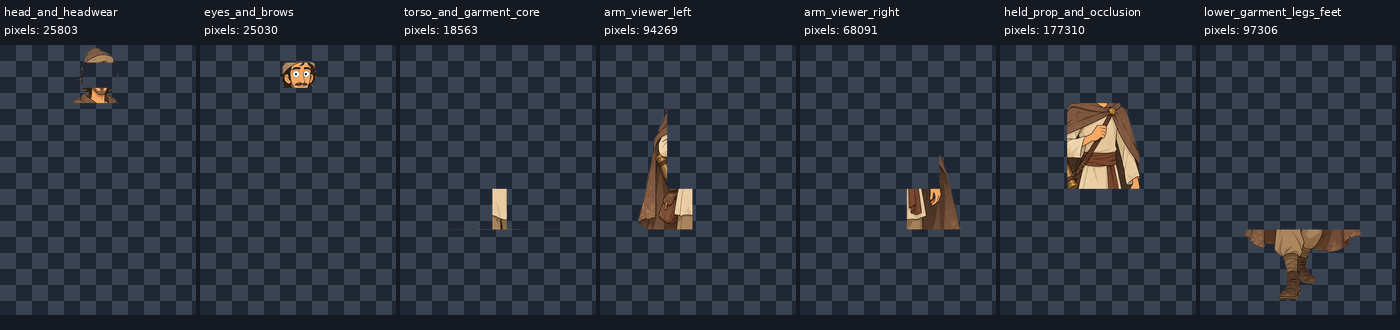 head_and_headwear
pixels: 25803
eyes_and_brows
pixels: 25030
torso_and_garment_core
pixels: 18563
arm_viewer_left
pixels: 94269
arm_viewer_right
pixels: 68091
held_prop_and_occlusion
pixels: 177310
lower_garment_legs_feet
pixels: 97306